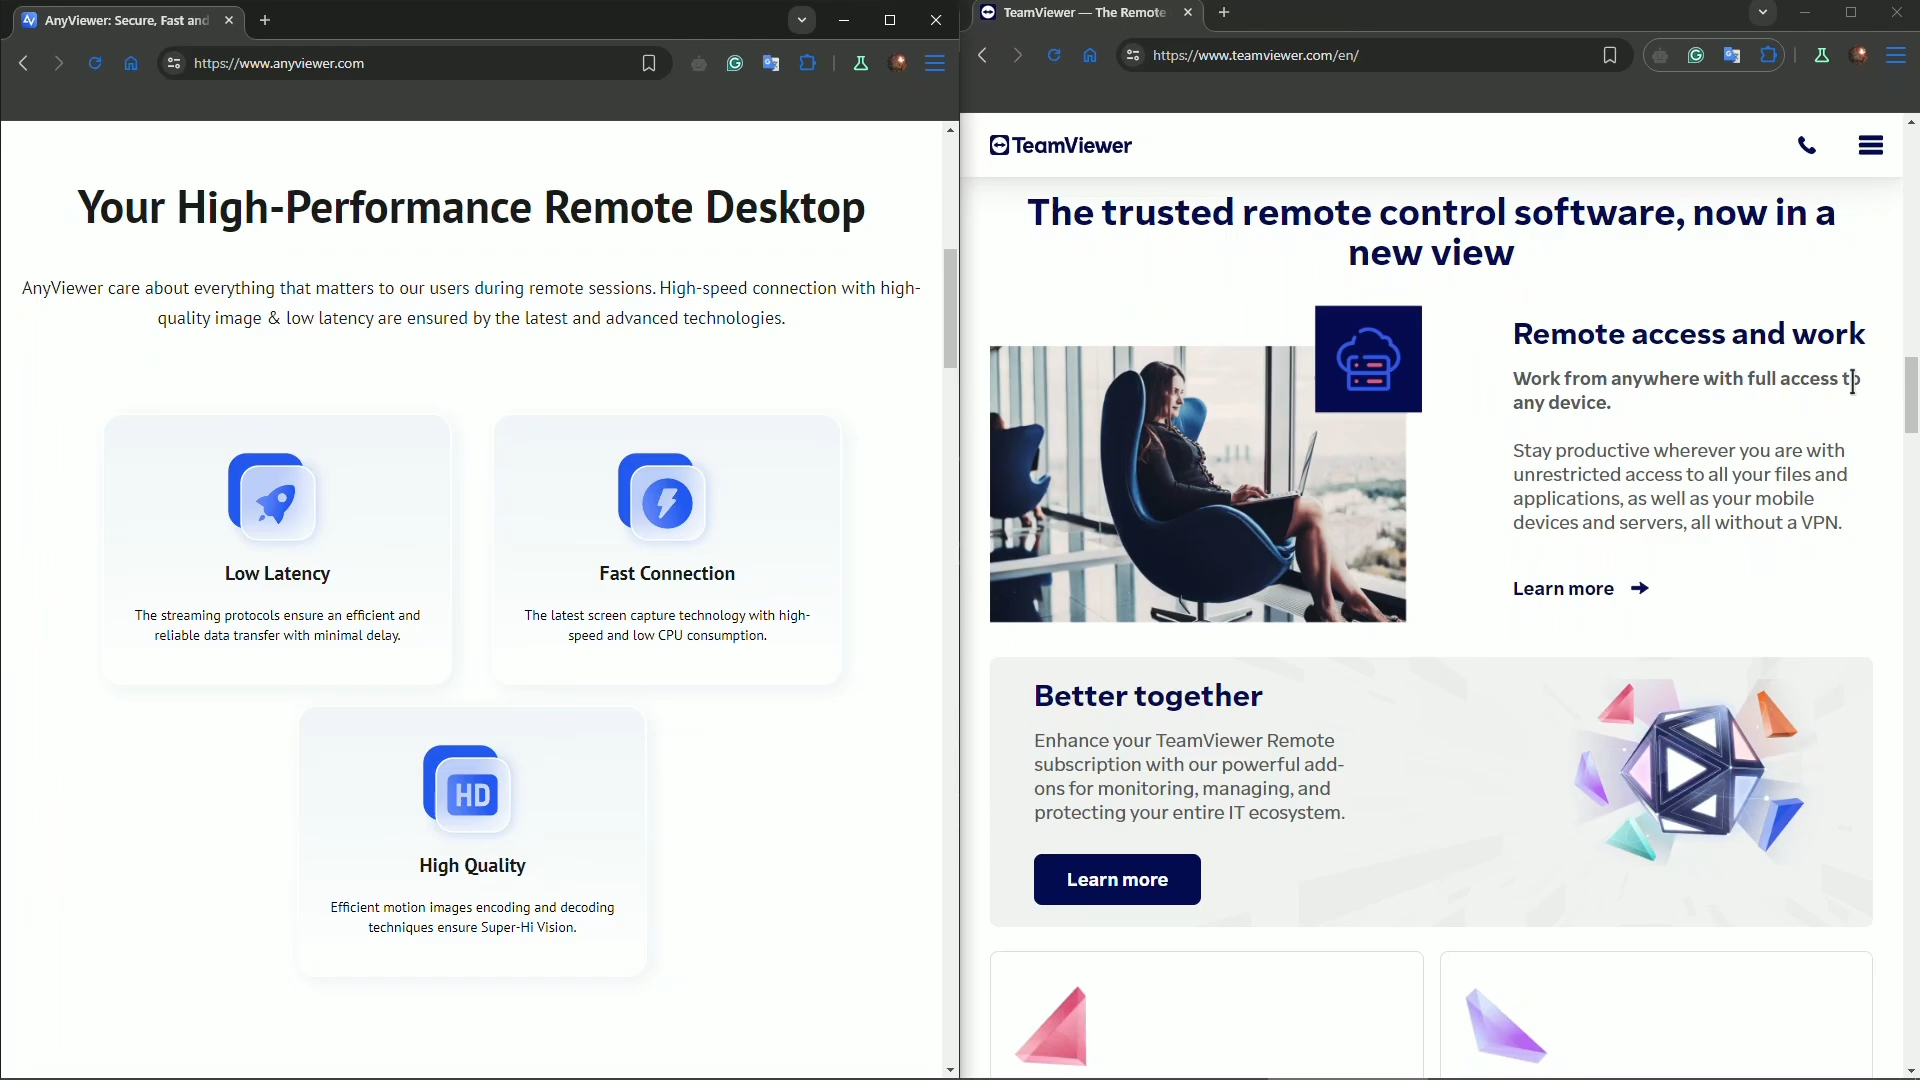 AnyViewer: Secure, Fast and
https://www.anyviewer.com
Your High-Performance Remote Desktop
AnyViewer care about everything that matters to our users during remote sessions. High-speed connection with high-
quality image & low latency are ensured by the latest and advanced technologies.
Low Latency
The streaming protocols ensure an efficient and
reliable data transfer with minimal delay.
Fast Connection
The latest screen capture technology with high-
speed and low CPU consumption.
HD
High Quality
Efficient motion images encoding and decoding
techniques ensure Super-Hi Vision.
TeamViewer — The Remote
https://www.teamviewer.com/en/
TeamViewer
The trusted remote control software, now in a
new view
Remote access and work
Work from anywhere with full access to
any device.
Stay productive wherever you are with
unrestricted access to all your files and
applications, as well as your mobile
devices and servers, all without a VPN.
Learn more
Better together
Enhance your TeamViewer Remote
subscription with our powerful add-
ons for monitoring, managing, and
protecting your entire IT ecosystem.
Learn more